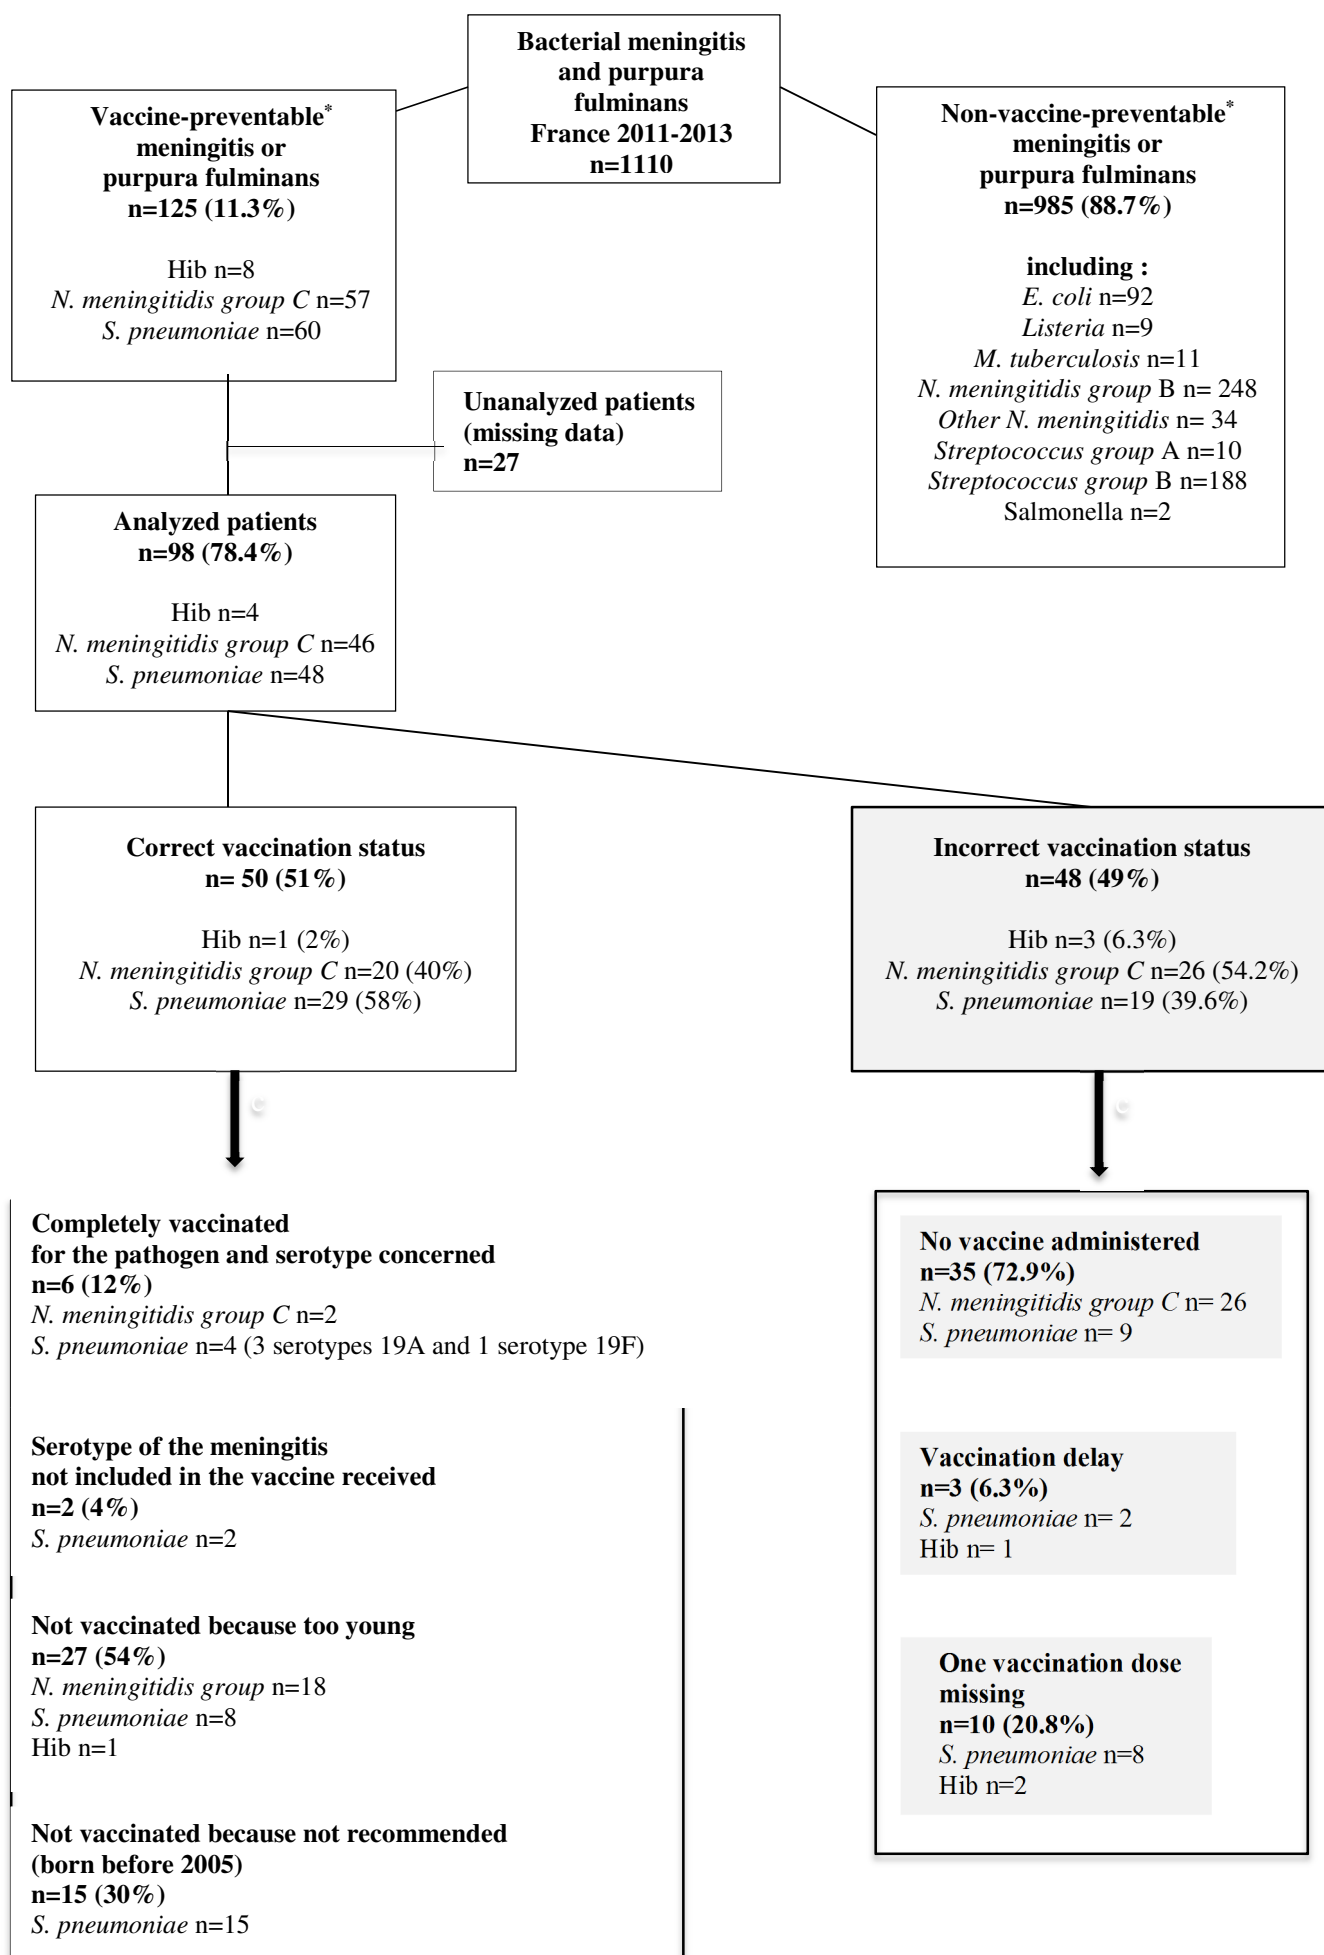 Bacterial meningitis
and purpura
fulminans
France 2011-2013
n=1110
Vaccine-preventable*
meningitis or
purpura fulminans
n=125 (11.3%)
Hib n=8
N. meningitidis group C n=57
S. pneumoniae n=60
Non-vaccine-preventable*
meningitis or
purpura fulminans
n=985 (88.7%)
including :
E. coli n=92
Listeria n=9
M. tuberculosis n=11
N. meningitidis group B n= 248
Other N. meningitidis n= 34
Streptococcus group A n=10
Streptococcus group B n=188
Salmonella n=2
Unanalyzed patients
(missing data)
n=27
Analyzed patients
n=98 (78.4%)
Hib n=4
N. meningitidis group C n=46
S. pneumoniae n=48
Correct vaccination status
n= 50 (51%)
Hib n=1 (2%)
N. meningitidis group C n=20 (40%)
S. pneumoniae n=29 (58%)
Incorrect vaccination status
n=48 (49%)
Hib n=3 (6.3%)
N. meningitidis group C n=26 (54.2%)
S. pneumoniae n=19 (39.6%)
c
c
Completely vaccinated
for the pathogen and serotype concerned
n=6 (12%)
N. meningitidis group C n=2
S. pneumoniae n=4 (3 serotypes 19A and 1 serotype 19F)
Serotype of the meningitis
not included in the vaccine received
n=2 (4%)
S. pneumoniae n=2
Not vaccinated because too young
n=27 (54%)
N. meningitidis group n=18
S. pneumoniae n=8
Hib n=1
Not vaccinated because not recommended
(born before 2005)
n=15 (30%)
S. pneumoniae n=15
No vaccine administered
n=35 (72.9%)
N. meningitidis group C n= 26
S. pneumoniae n= 9
Vaccination delay
n=3 (6.3%)
S. pneumoniae n= 2
Hib n= 1
One vaccination dose
missing
n=10 (20.8%)
S. pneumoniae n=8
Hib n=2